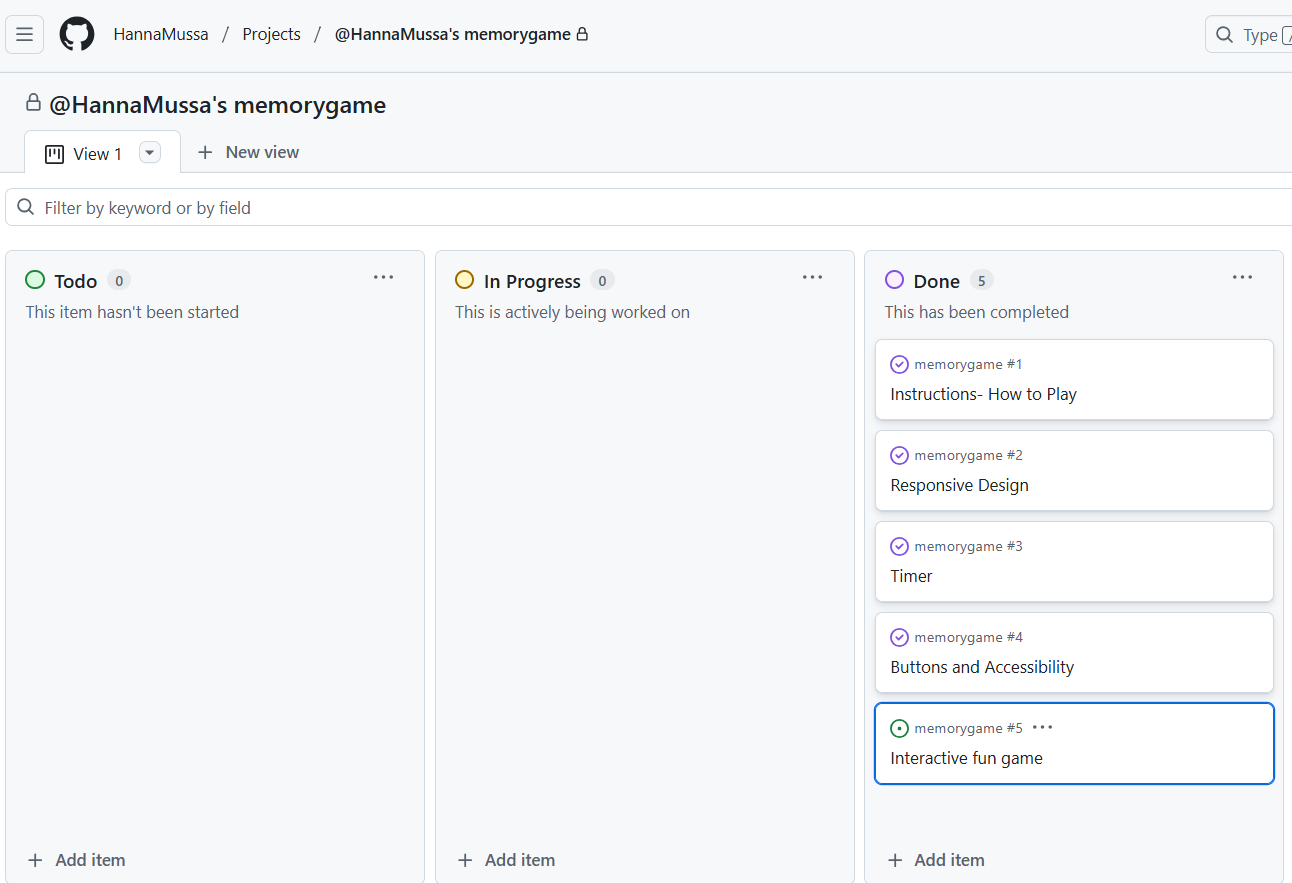 HannaMussa / Projects / @HannaMussa's memorygame
Type /
@HannaMussa's memorygame
View 1
New view
Filter by keyword or by field
Todo 0
This item hasn't been started
Add item
In Progress 0
This is actively being worked on
Add item
Done 5
This has been completed
memorygame #1
Instructions- How to Play
memorygame #2
Responsive Design
memorygame #3
Timer
memorygame #4
Buttons and Accessibility
memorygame #5
Interactive fun game
Add item